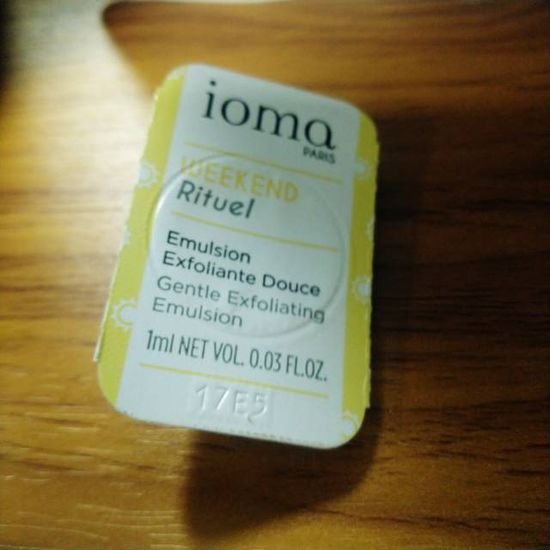 ioma
PARIS
WEEKEND
Rituel
Emulsion
Exfoliante Douce
Gentle Exfoliating
Emulsion
1ml NET VOL. 0.03 FL.OZ.
17E5